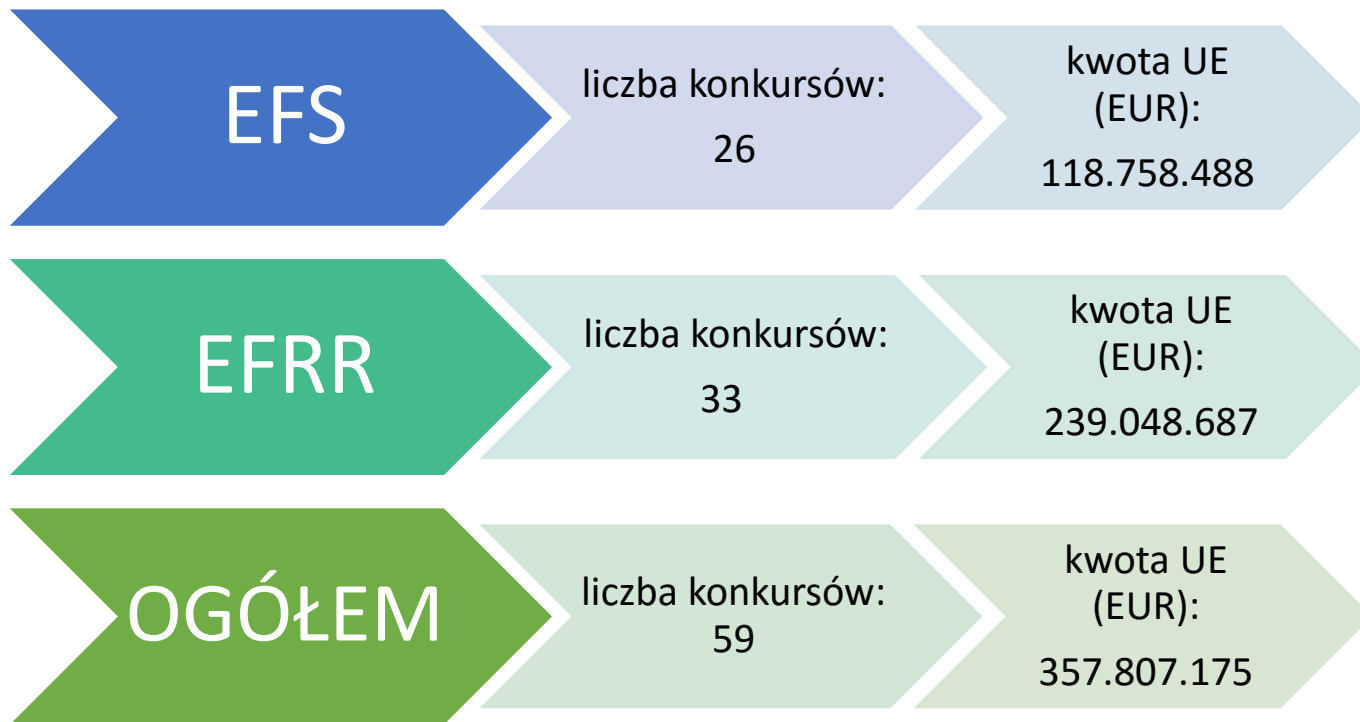 EFS
liczba konkursów:
26
kwota UE
(EUR):
118.758.488
EFRR
liczba konkursów:
33
kwota UE
(EUR):
239.048.687
OGÓŁEM
liczba konkursów:
59
kwota UE
(EUR):
357.807.175